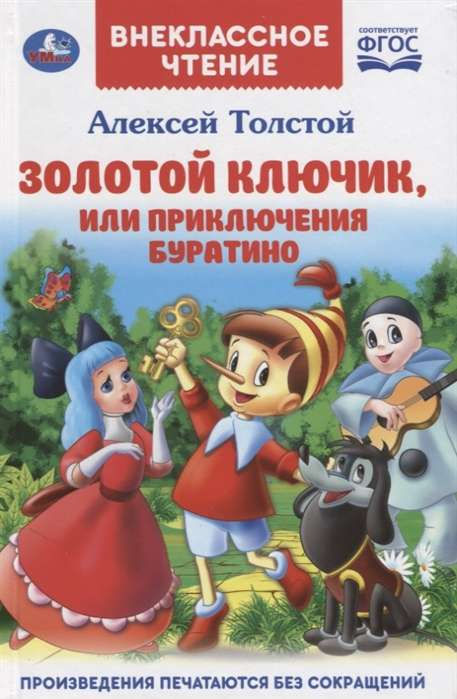 УМка
ВНЕКЛАССНОЕ
ЧТЕНИЕ
соответствует
ФГОС
Алексей Толстой
ЗОЛОТОЙ КЛЮЧИК,
ИЛИ ПРИКЛЮЧЕНИЯ
БУРАТИНО
ПРОИЗВЕДЕНИЯ ПЕЧАТАЮТСЯ БЕЗ СОКРАЩЕНИЙ